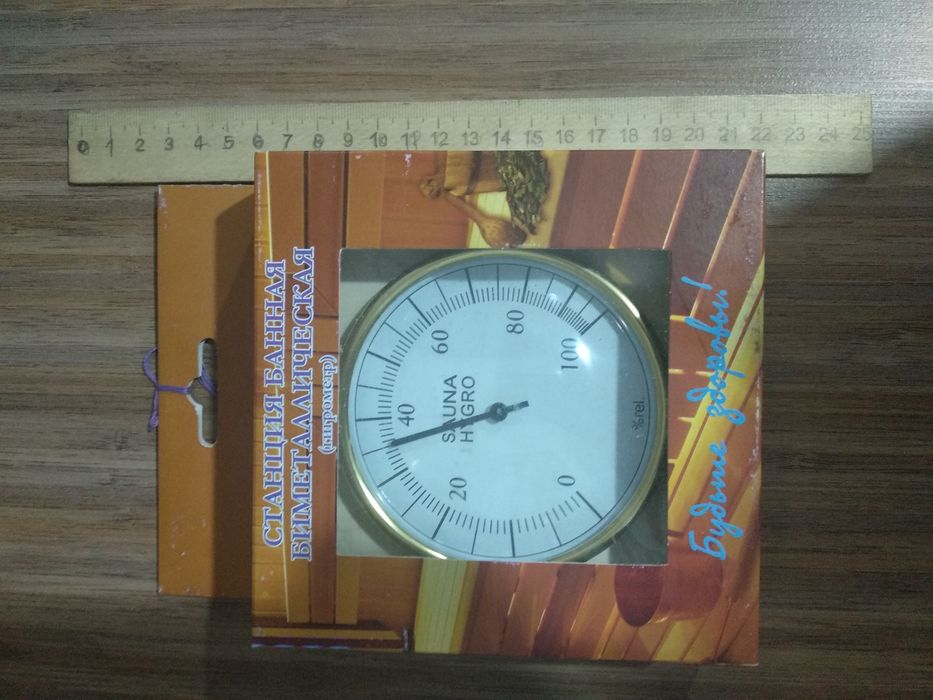 0 1 2 3 4 5 6 7 8 9 10 11 12 13 14 15 16 17 18 19 20 21 22 23 24 25
СТАНЦИЯ БАННАЯ
БИМЕТАЛЛИЧЕСКАЯ
(гигрометр)
0 20 40 60 80 100
SAUNA
HYGRO
%rel.
Будьте здоровы!